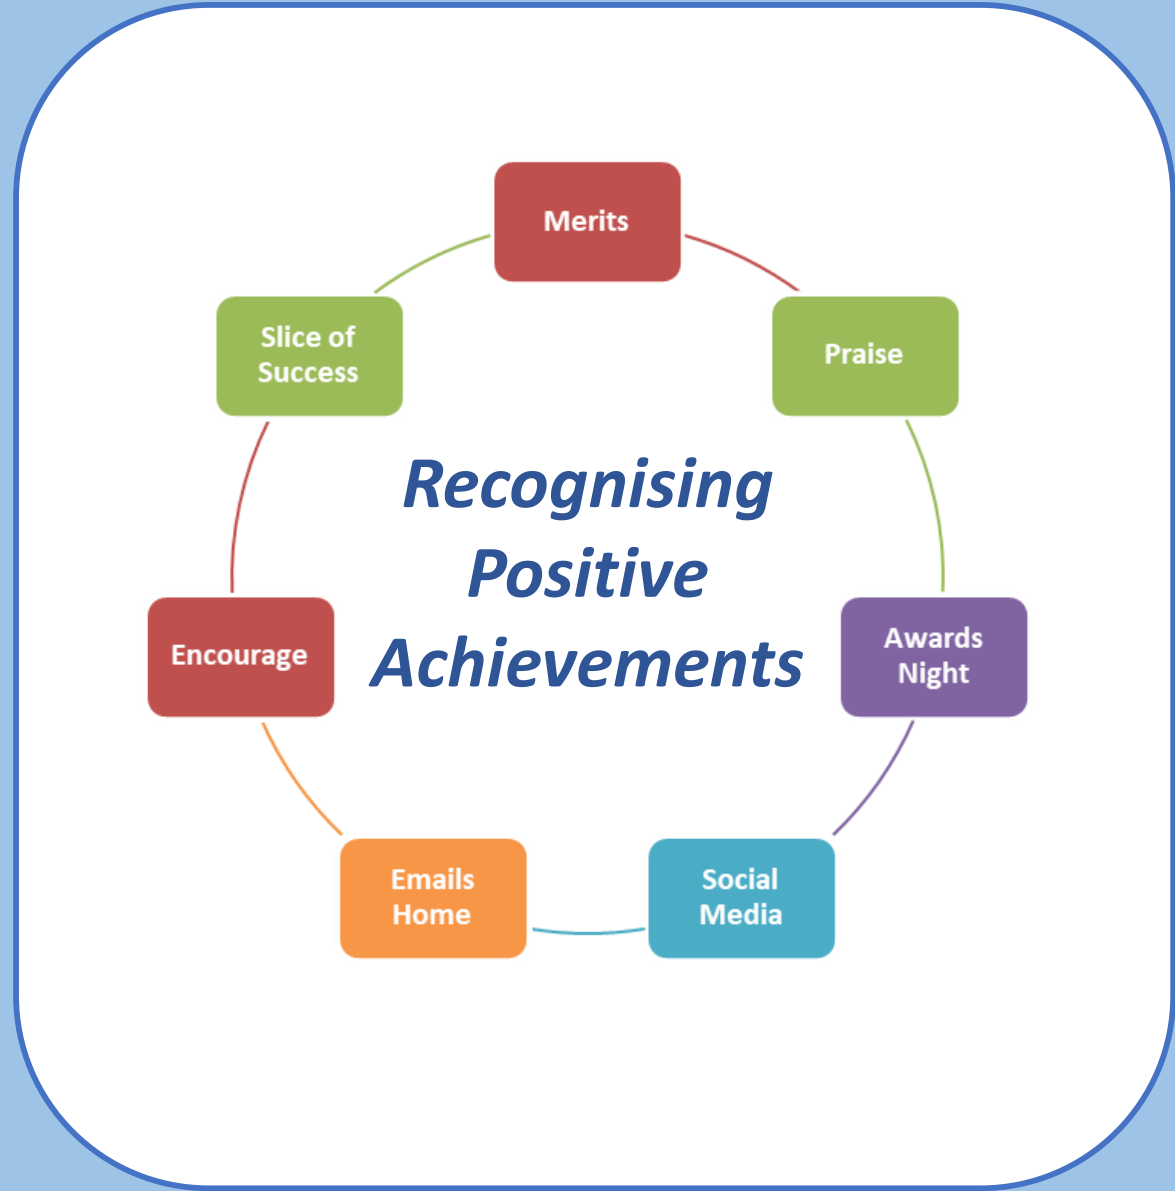 Merits
Praise
Awards
Night
Social
Media
Emails
Home
Encourage
Slice of
Success
Recognising
Positive
Achievements